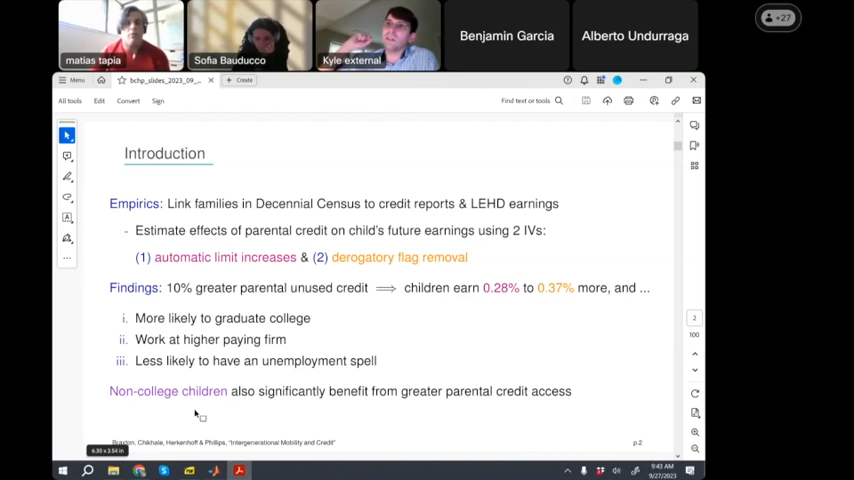 matias tapia
Sofia Bauducco
Kyle external
Benjamin Garcia
Alberto Undurraga
+27
Menu
bchp_slides_2023_09_...
Create
All tools
Edit
Convert
Sign
Find text or tools
Introduction
Empirics: Link families in Decennial Census to credit reports & LEHD earnings
- Estimate effects of parental credit on child's future earnings using 2 IVs:
(1) automatic limit increases & (2) derogatory flag removal
Findings: 10% greater parental unused credit ⟹ children earn 0.28% to 0.37% more, and ...
i. More likely to graduate college
ii. Work at higher paying firm
iii. Less likely to have an unemployment spell
Non-college children also significantly benefit from greater parental credit access
Braxton, Chikhale, Herkenhoff & Phillips, "Intergenerational Mobility and Credit"
p.2
6.30 x 3.54 in
2
100
9:43 AM
9/27/2023